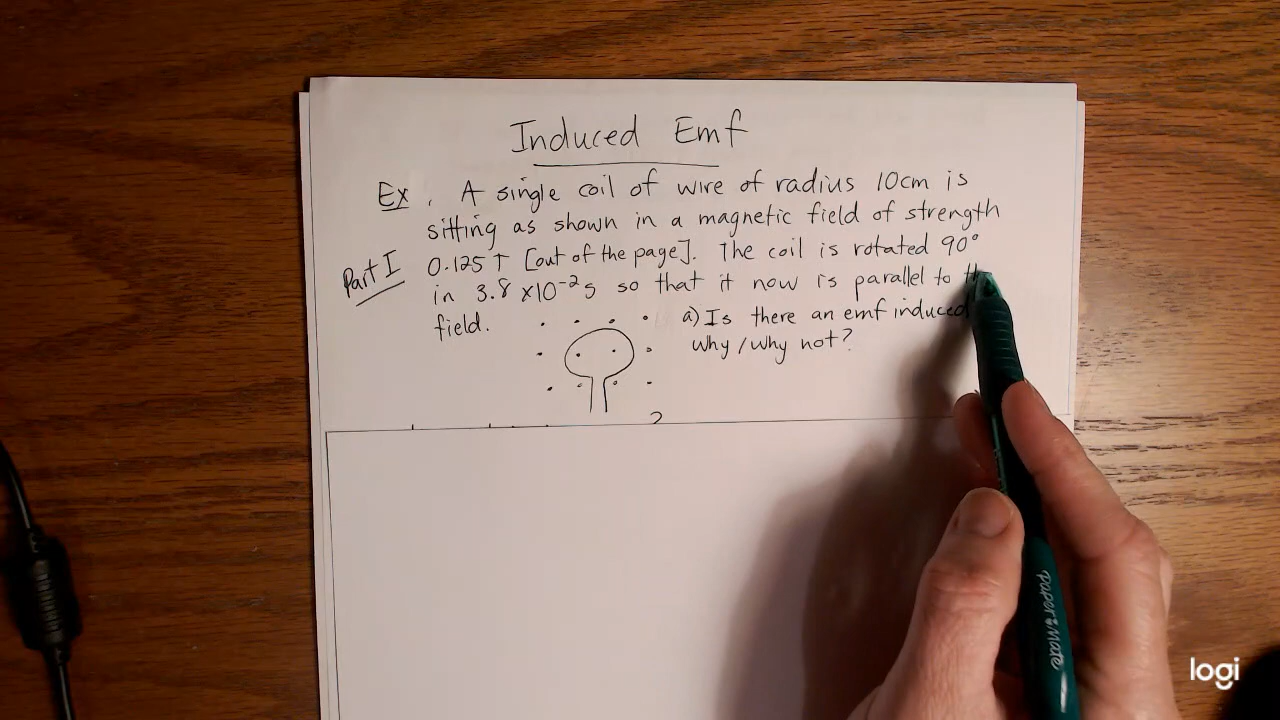 Induced Emf
Ex. A single coil of wire of radius 10cm is
sitting as shown in a magnetic field of strength
Part I
0.125T [out of the page]. The coil is rotated 90°
in 3.8 x10⁻²s so that it now is parallel to
field.
a) Is there an emf induced
Why / why not?
paper:mate
logi